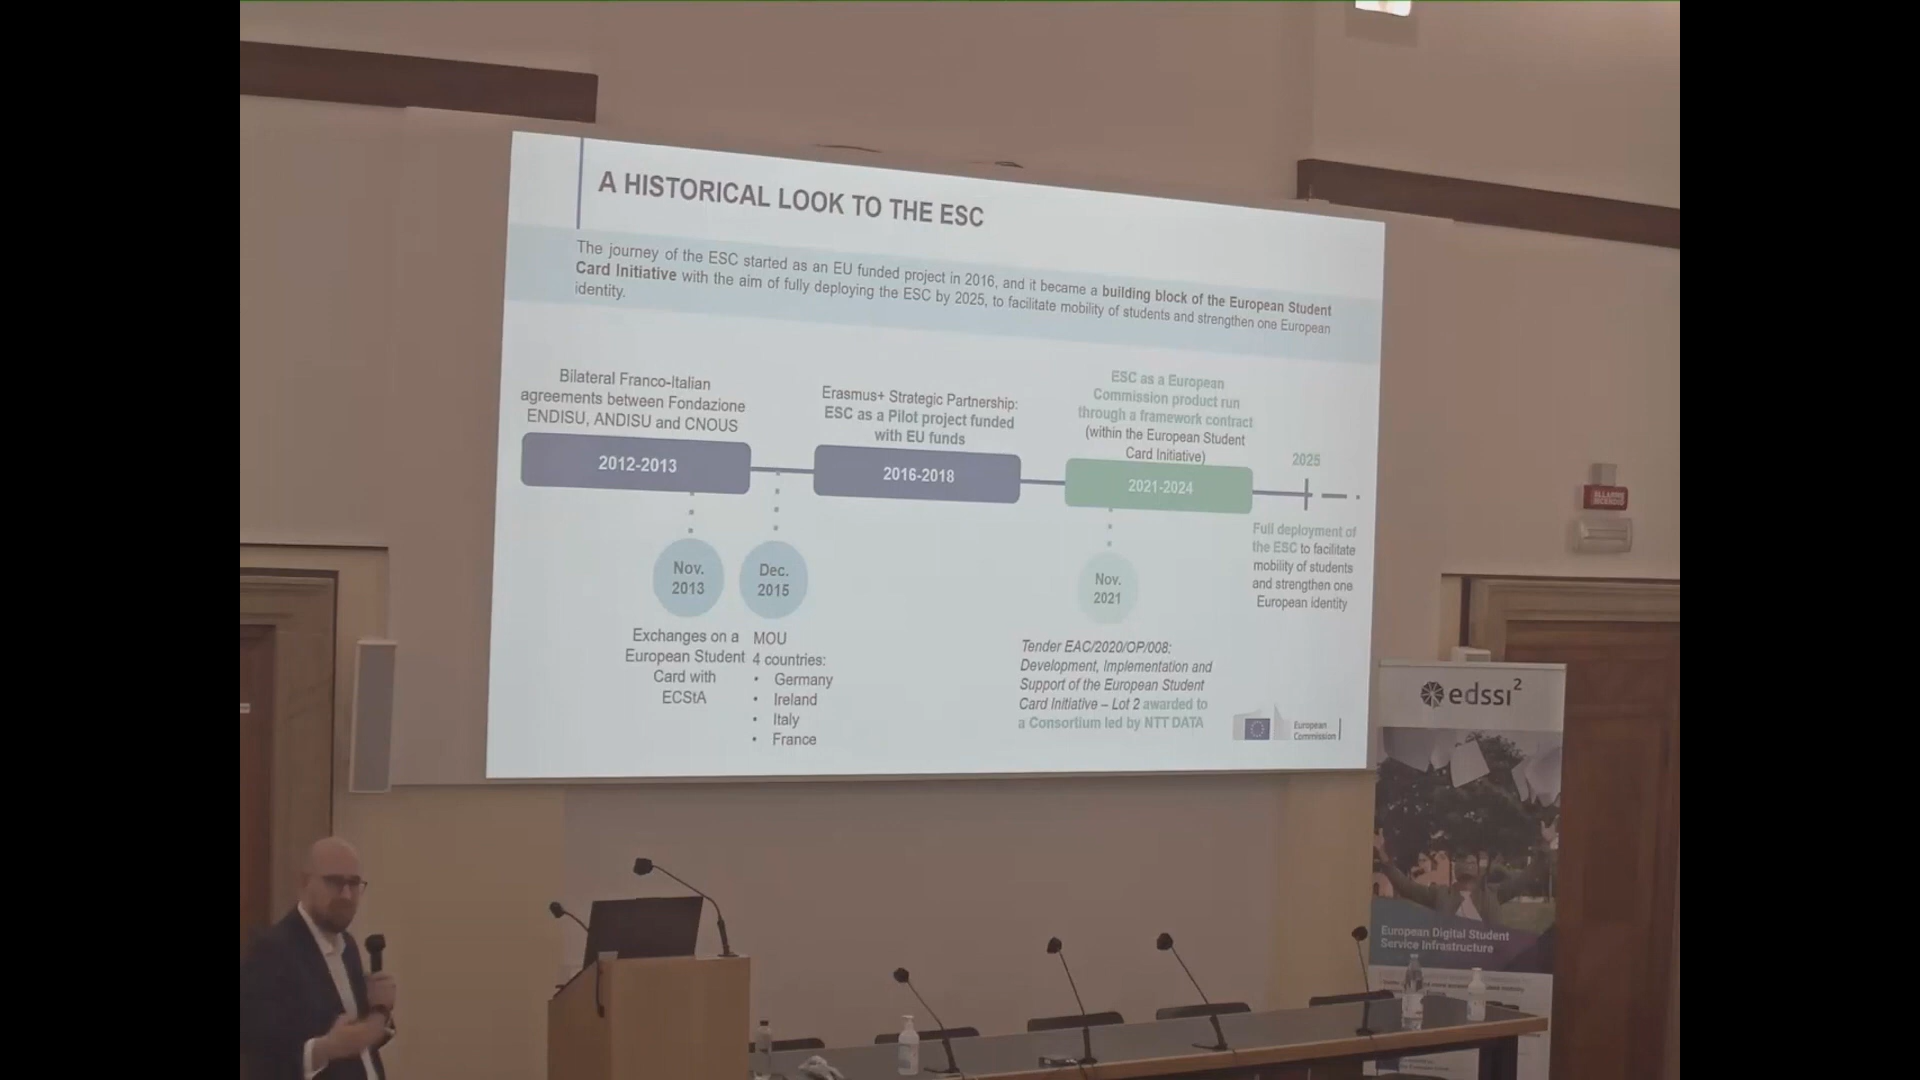 A HISTORICAL LOOK TO THE ESC
The journey of the ESC started as an EU funded project in 2016, and it became a building block of the European Student
Card Initiative with the aim of fully deploying the ESC by 2025, to facilitate mobility of students and strengthen one European
identity.
Bilateral Franco-Italian
agreements between Fondazione
ENDISU, ANDISU and CNOUS
2012-2013
Erasmus+ Strategic Partnership:
ESC as a Pilot project funded
with EU funds
2016-2018
ESC as a European
Commission product run
through a framework contract
(within the European Student
Card Initiative)
2021-2024
2025
Full deployment of
the ESC to facilitate
mobility of students
and strengthen one
European identity
Nov.
2013
Exchanges on a
European Student
Card with
ECStA
Dec.
2015
MOU
4 countries:
• Germany
• Ireland
• Italy
• France
Nov.
2021
Tender EAC/2020/OP/008:
Development, Implementation and
Support of the European Student
Card Initiative – Lot 2 awarded to
a Consortium led by NTT DATA
European
Commission
ALLARME
INCENDIO
edssi²
European Digital Student
Service Infrastructure